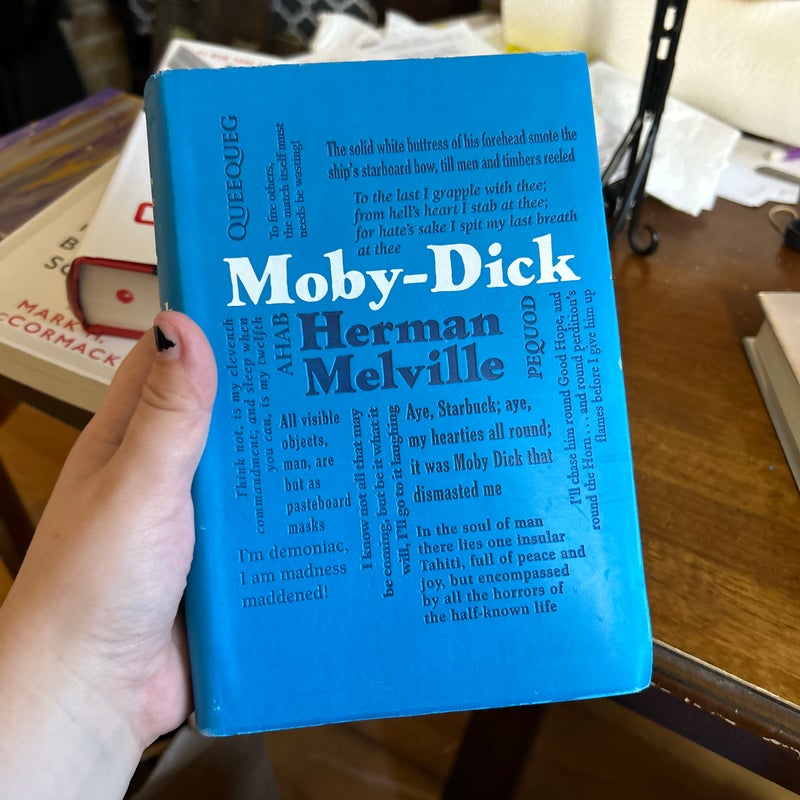 QUEEQUEG
To fire others,
the match itself must
needs be wasting!
The solid white buttress of his forehead smote the
ship's starboard bow, till men and timbers reeled
To the last I grapple with thee;
from hell's heart I stab at thee;
for hate's sake I spit my last breath
at thee
Moby-Dick
Herman
Melville
AHAB
PEQUOD
Think not, is my eleventh
commandment; and sleep when
you can, is my twelfth
I'll chase him round Good Hope, and
round the Horn . . . and round perdition's
flames before I give him up
All visible
objects,
man, are
but as
pasteboard
masks
I know not all that may
be coming, but be it what it
will, I'll go to it laughing
Aye, Starbuck; aye,
my hearties all round;
it was Moby Dick that
dismasted me
I'm demoniac,
I am madness
maddened!
In the soul of man
there lies one insular
Tahiti, full of peace and
joy, but encompassed
by all the horrors of
the half-known life
MARK H.
McCORMACK